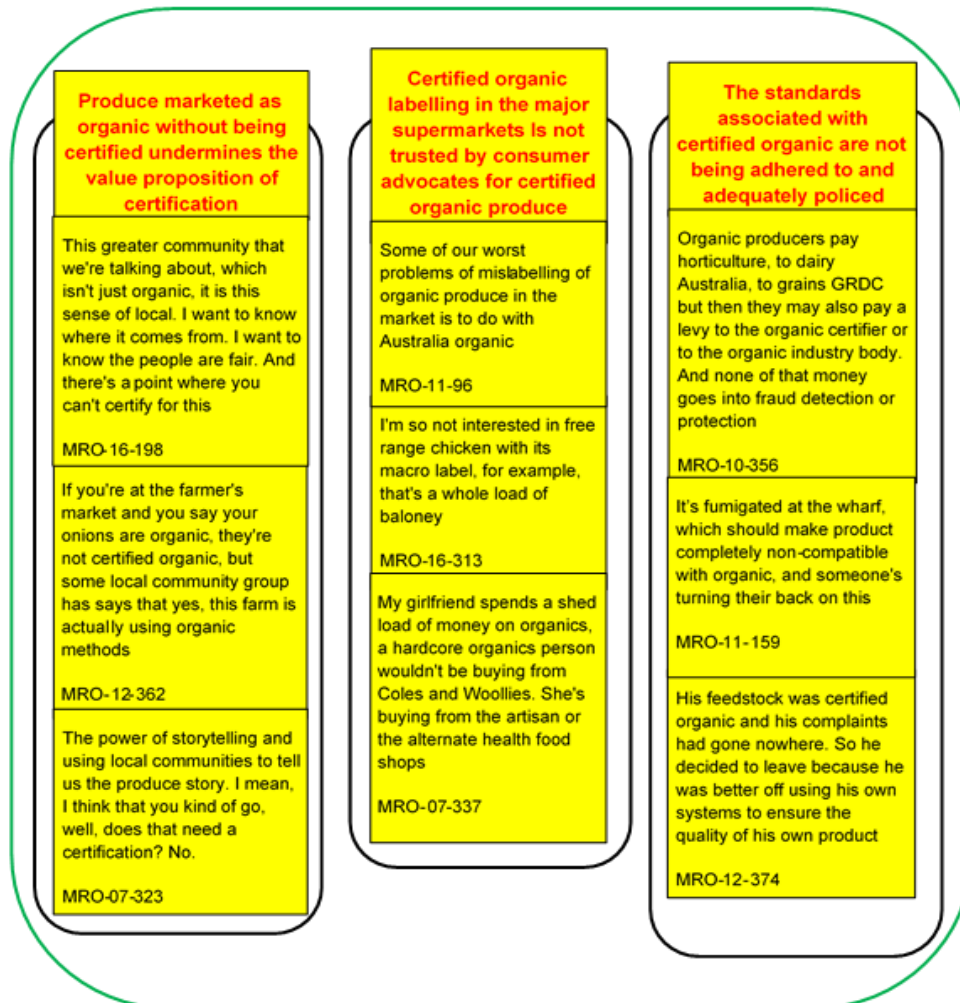 Produce marketed as
organic without being
certified undermines the
value proposition of
certification
This greater community that
we're talking about, which
isn't just organic, it is this
sense of local. I want to know
where it comes from. I want to
know the people are fair. And
there's a point where you
can't certify for this
MRO-16-198
If you're at the farmer's
market and you say your
onions are organic, they're
not certified organic, but
some local community group
has says that yes, this farm is
actually using organic
methods
MRO-12-362
The power of storytelling and
using local communities to tell
us the produce story. I mean,
I think that you kind of go,
well, does that need a
certification? No.
MRO-07-323
Certified organic
labelling in the major
supermarkets Is not
trusted by consumer
advocates for certified
organic produce
Some of our worst
problems of mislabelling of
organic produce in the
market is to do with
Australia organic
MRO-11-96
I'm so not interested in free
range chicken with its
macro label, for example,
that's a whole load of
baloney
MRO-16-313
My girlfriend spends a shed
load of money on organics,
a hardcore organics person
wouldn't be buying from
Coles and Woollies. She's
buying from the artisan or
the alternate health food
shops
MRO-07-337
The standards
associated with
certified organic are not
being adhered to and
adequately policed
Organic producers pay
horticulture, to dairy
Australia, to grains GRDC
but then they may also pay a
levy to the organic certifier or
to the organic industry body.
And none of that money
goes into fraud detection or
protection
MRO-10-356
It's fumigated at the wharf,
which should make product
completely non-compatible
with organic, and someone's
turning their back on this
MRO-11-159
His feedstock was certified
organic and his complaints
had gone nowhere. So he
decided to leave because he
was better off using his own
systems to ensure the
quality of his own product
MRO-12-374